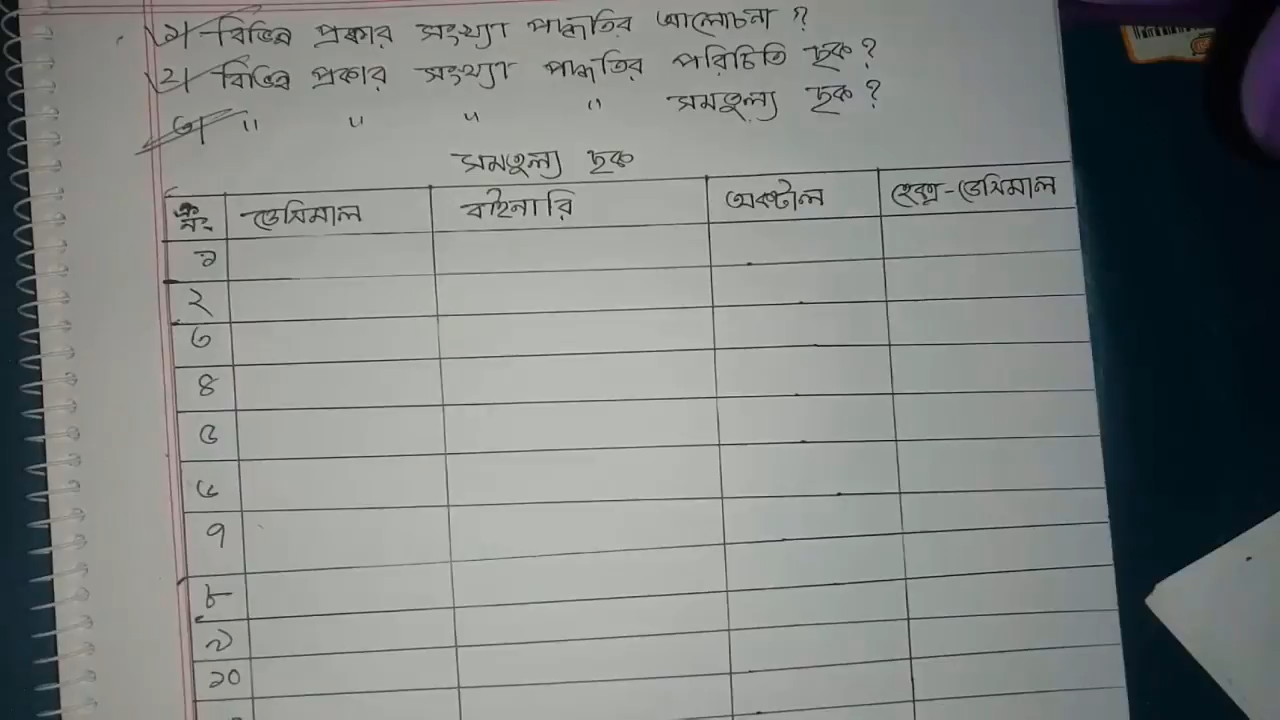 ১। বিভিন্ন প্রকার সংখ্যা পদ্ধতির আলোচনা ?
২। বিভিন্ন প্রকার সংখ্যা পদ্ধতির পরিচিতি ছক ?
৩। " " " " সমতুল্য ছক ?
সমতুল্য ছক
ক্র নং ডেসিমাল বাইনারি অকটাল হেক্সা-ডেসিমাল
১
২
৩
৪
৫
৬
৭
৮
৯
১০